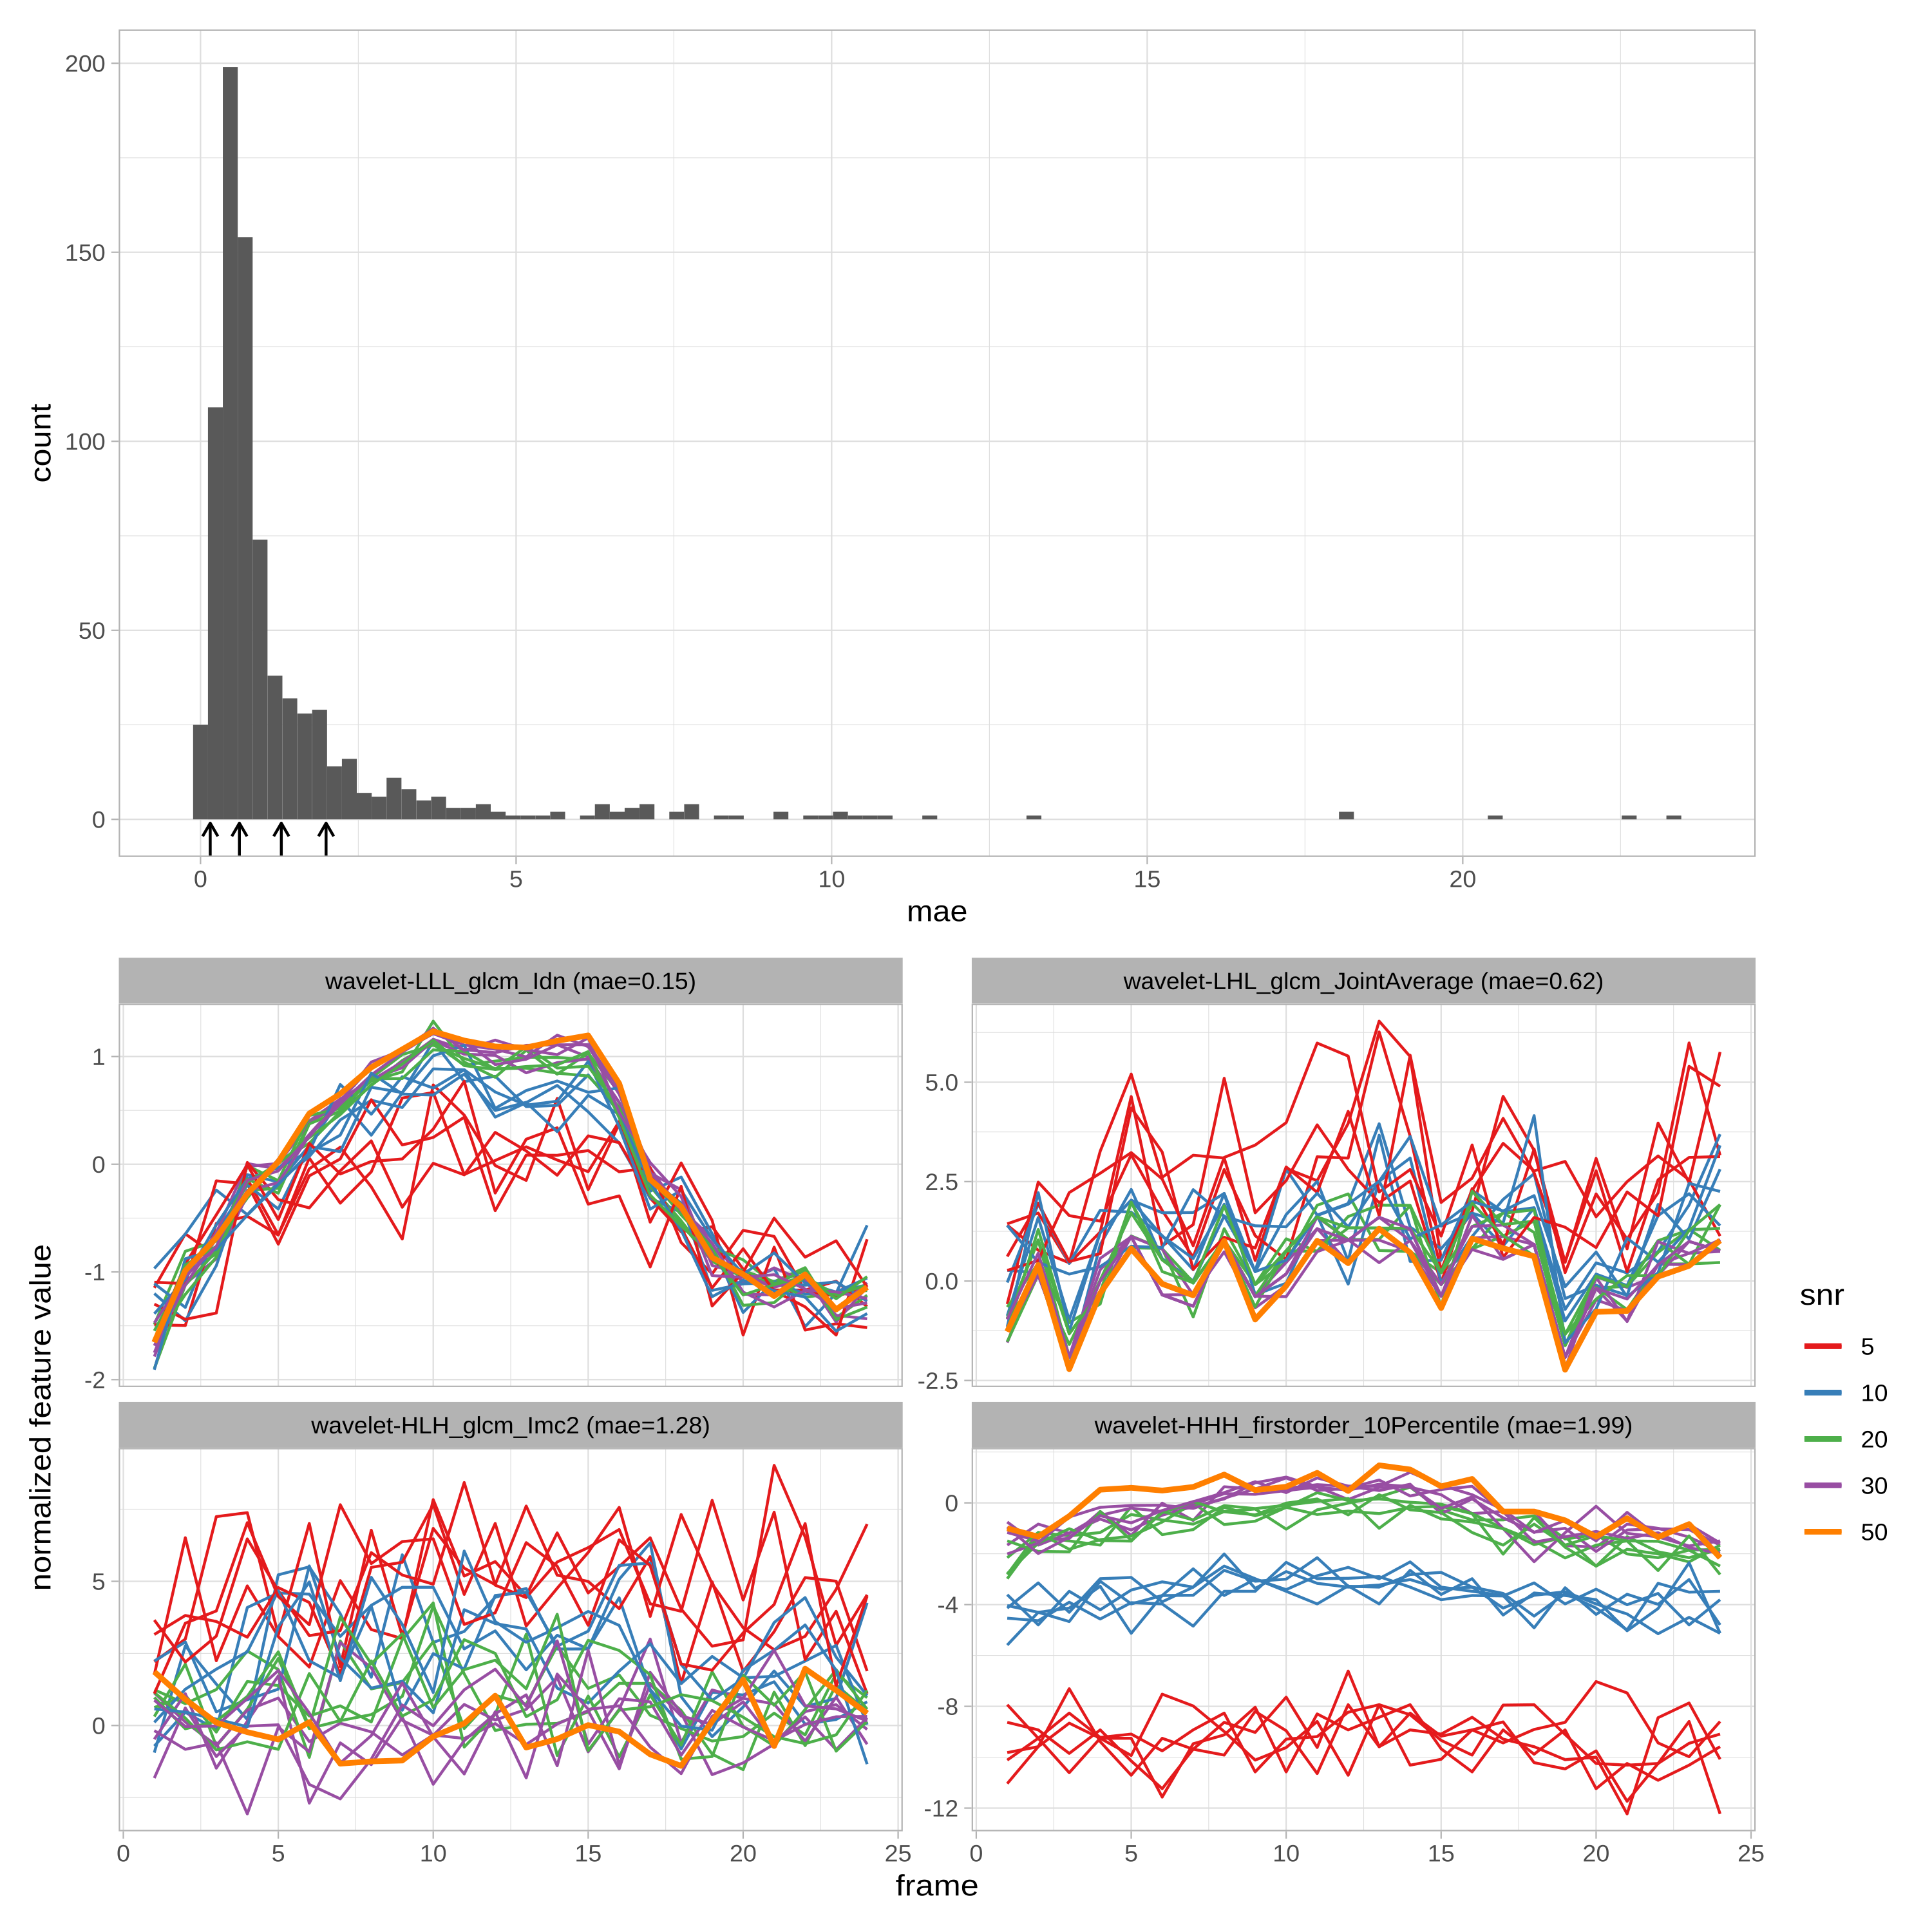 200
150
100
50
0
count
0 5 10 15 20
mae
wavelet-LLL_glcm_Idn (mae=0.15)
wavelet-LHL_glcm_JointAverage (mae=0.62)
1
0
-1
-2
5.0
2.5
0.0
-2.5
wavelet-HLH_glcm_Imc2 (mae=1.28)
wavelet-HHH_firstorder_10Percentile (mae=1.99)
5
0
0
-4
-8
-12
normalized feature value
0 5 10 15 20 25
0 5 10 15 20 25
frame
snr
5
10
20
30
50